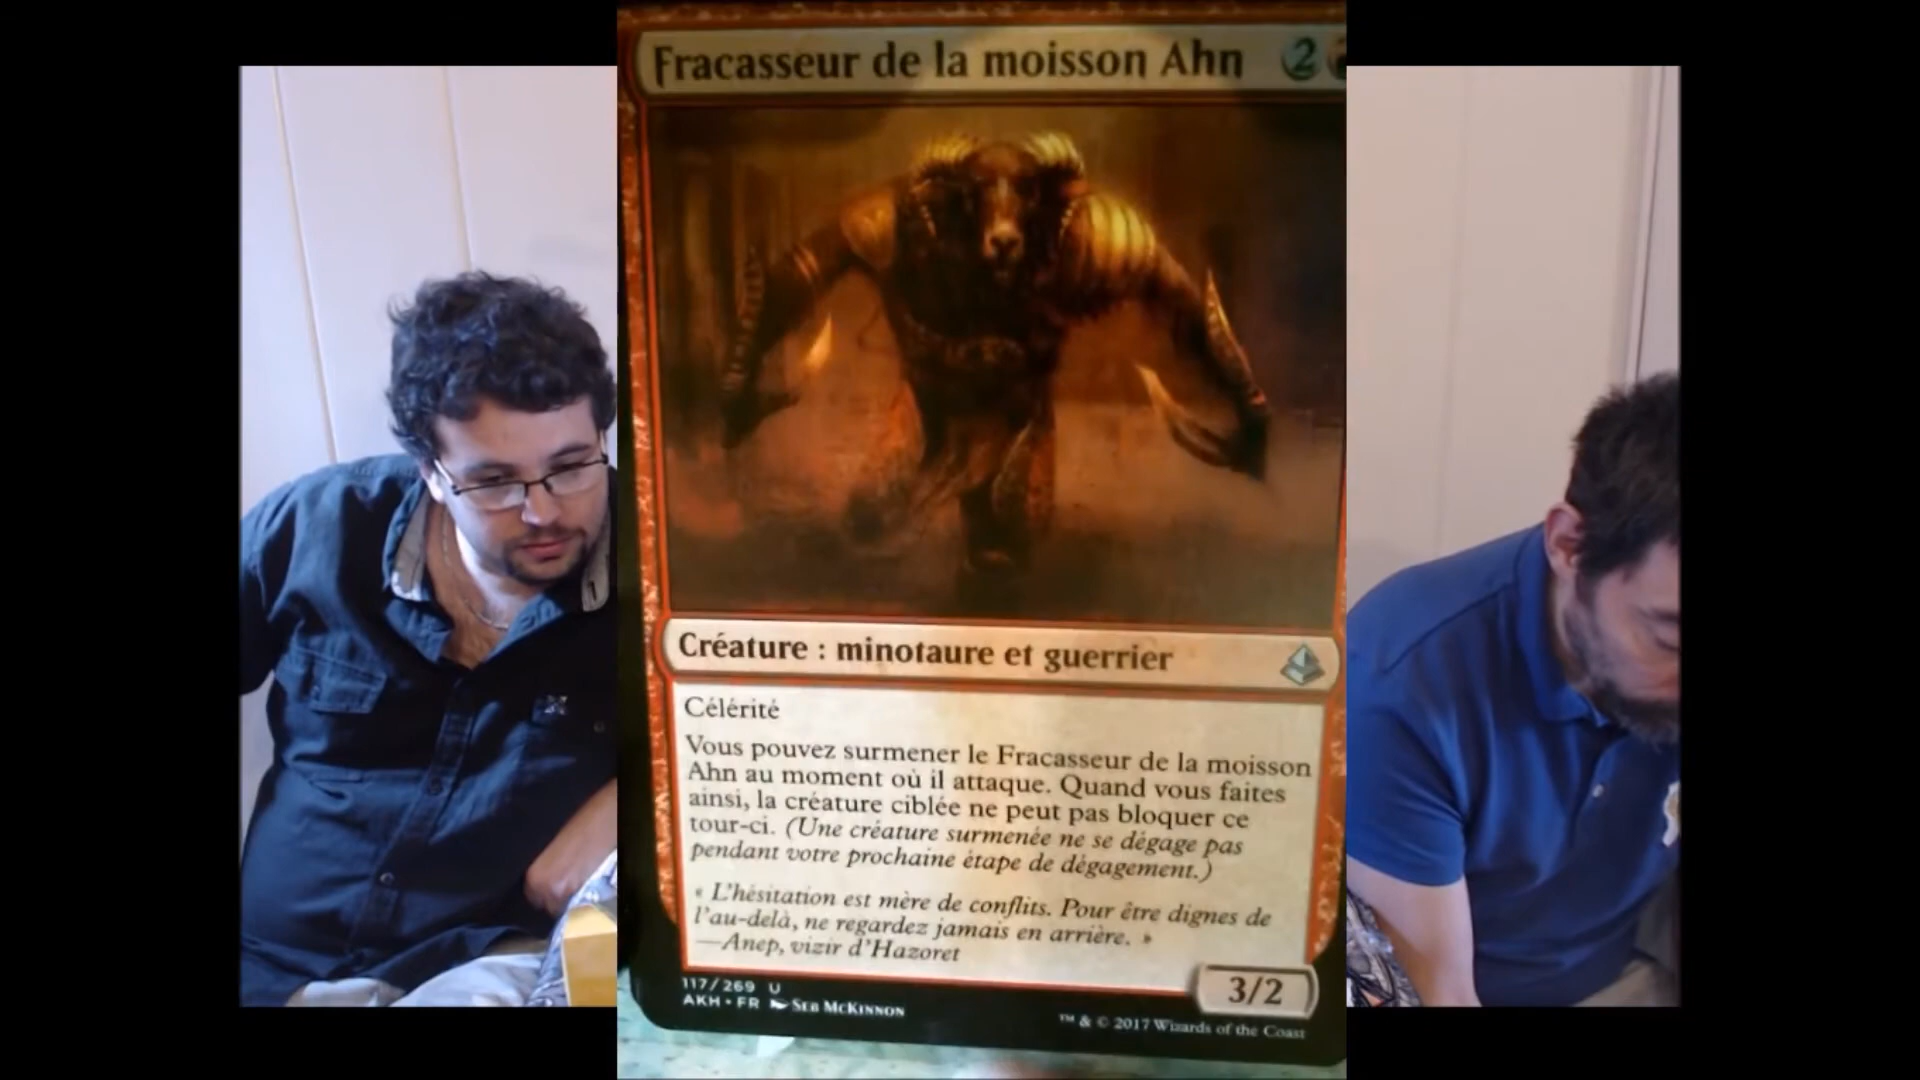 Fracasseur de la moisson Ahn 2
Créature : minotaure et guerrier
Célérité
Vous pouvez surmener le Fracasseur de la moisson
Ahn au moment où il attaque. Quand vous faites
ainsi, la créature ciblée ne peut pas bloquer ce
tour-ci. (Une créature surmenée ne se dégage pas
pendant votre prochaine étape de dégagement.)
« L'hésitation est mère de conflits. Pour être dignes de
l'au-delà, ne regardez jamais en arrière. »
—Anep, vizir d'Hazoret
3/2
117/269 U
AKH • FR Seb McKinnon
™ & © 2017 Wizards of the Coast